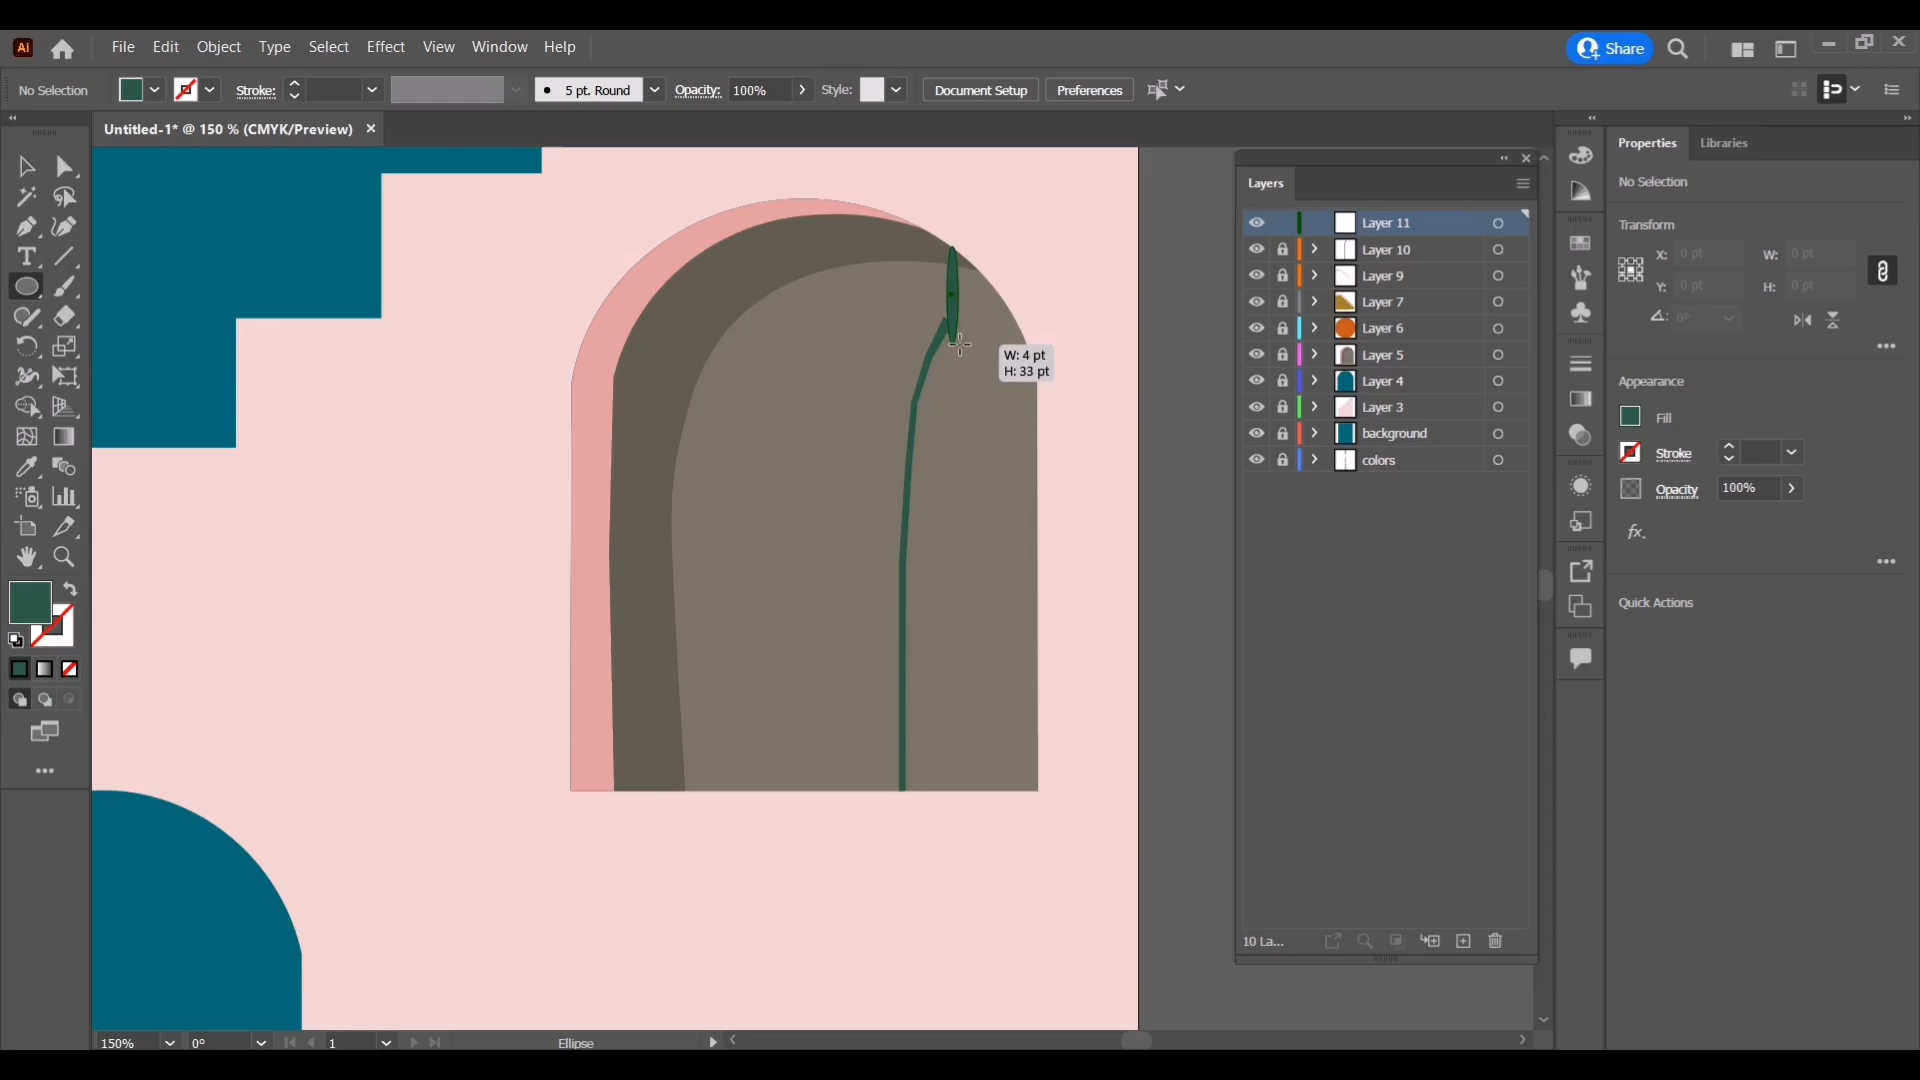 Ai File Edit Object Type Select Effect View Window Help Share
No Selection Stroke: 5 pt. Round Opacity: 100% Style: Document Setup Preferences
Untitled-1* @ 150 % (CMYK/Preview)
Layers
Layer 11
Layer 10
Layer 9
Layer 7
Layer 6
Layer 5
Layer 4
Layer 3
background
colors
10 La...
W: 4 pt
H: 33 pt
Properties Libraries
No Selection
Transform
X: 0 pt W: 0 pt
Y: 0 pt H: 0 pt
0°
Appearance
Fill
Stroke
Opacity 100%
fx.
Quick Actions
150% 0° 1 Ellipse